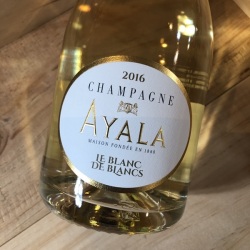 2016
CHAMPAGNE
AYALA
MAISON FONDÉE EN 1860
LE BLANC
DE BLANCS